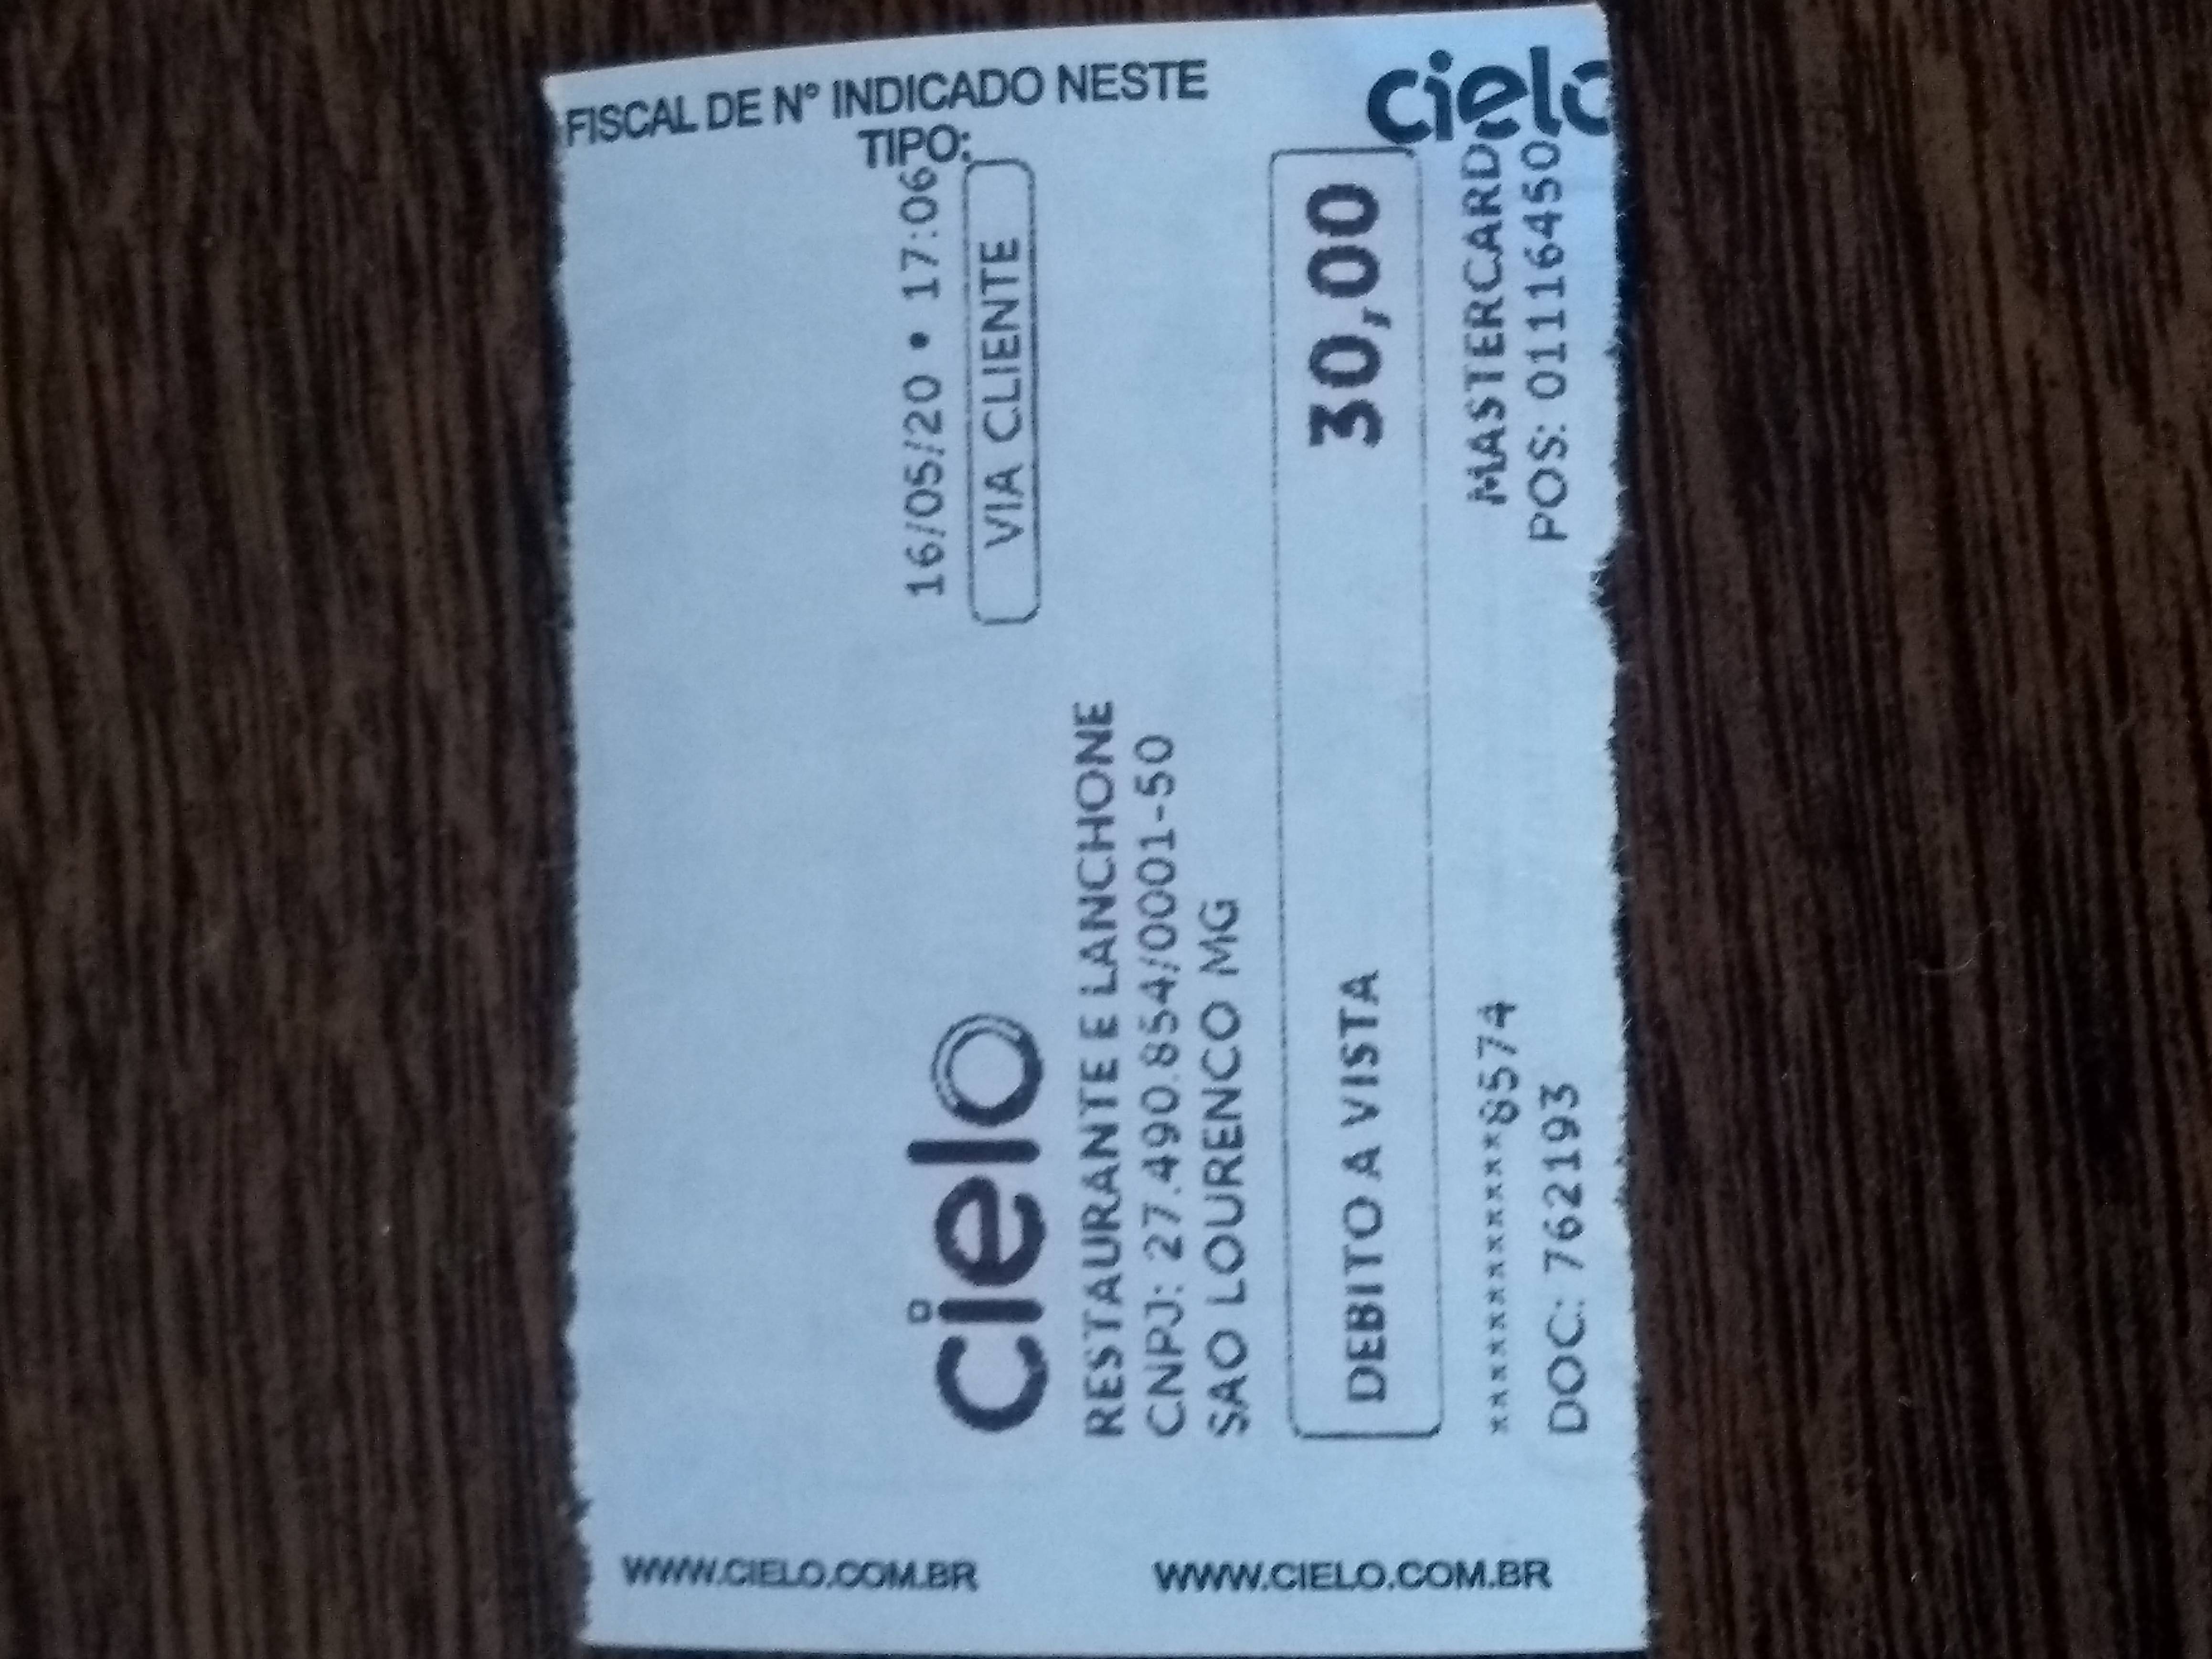 FISCAL DE Nº INDICADO NESTE
TIPO:
cielo
16/05/20 • 17:06
cielo
VIA CLIENTE
RESTAURANTE E LANCHONE
CNPJ: 27.490.854/0001-50
SAO LOURENCO MG
DEBITO A VISTA 30,00
************8574 MASTERCARD
DOC: 762193 POS: 01116450
WWW.CIELO.COM.BR
WWW.CIELO.COM.BR